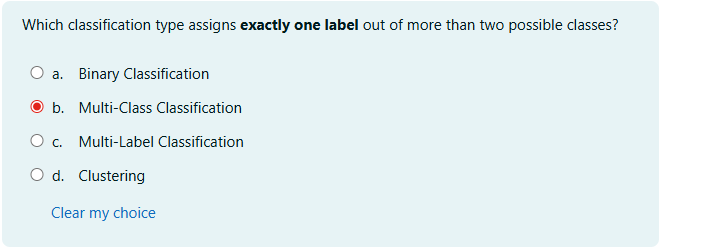 Which classification type assigns exactly one label out of more than two possible classes?
a. Binary Classification
b. Multi-Class Classification
c. Multi-Label Classification
d. Clustering
Clear my choice